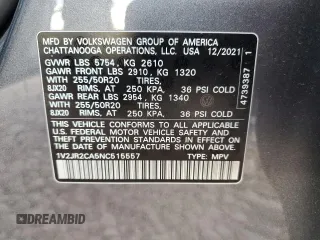 MFD BY VOLKSWAGEN GROUP OF AMERICA
CHATTANOOGA OPERATIONS, LLC. USA 12/2021
GVWR LBS 5754, KG 2610
GAWR FRONT LBS 2910, KG 1320
WITH 255/50R20 TIRES
8JX20 RIMS, AT 250 KPA, 36 PSI COLD
GAWR REAR LBS 2954, KG 1340
WITH 255/50R20 TIRES
8JX20 RIMS, AT 250 KPA, 36 PSI COLD
THIS VEHICLE CONFORMS TO ALL APPLICABLE
FEDERAL MOTOR VEHICLE SAFETY
AND THEFT PREVENTION STANDARDS
IN EFFECT ON THE DATE OF
MANUFACTURE SHOWN ABOVE.
1V2JR2CA5NC515557 TYPE: MPV
4739387 1
DREAMBID